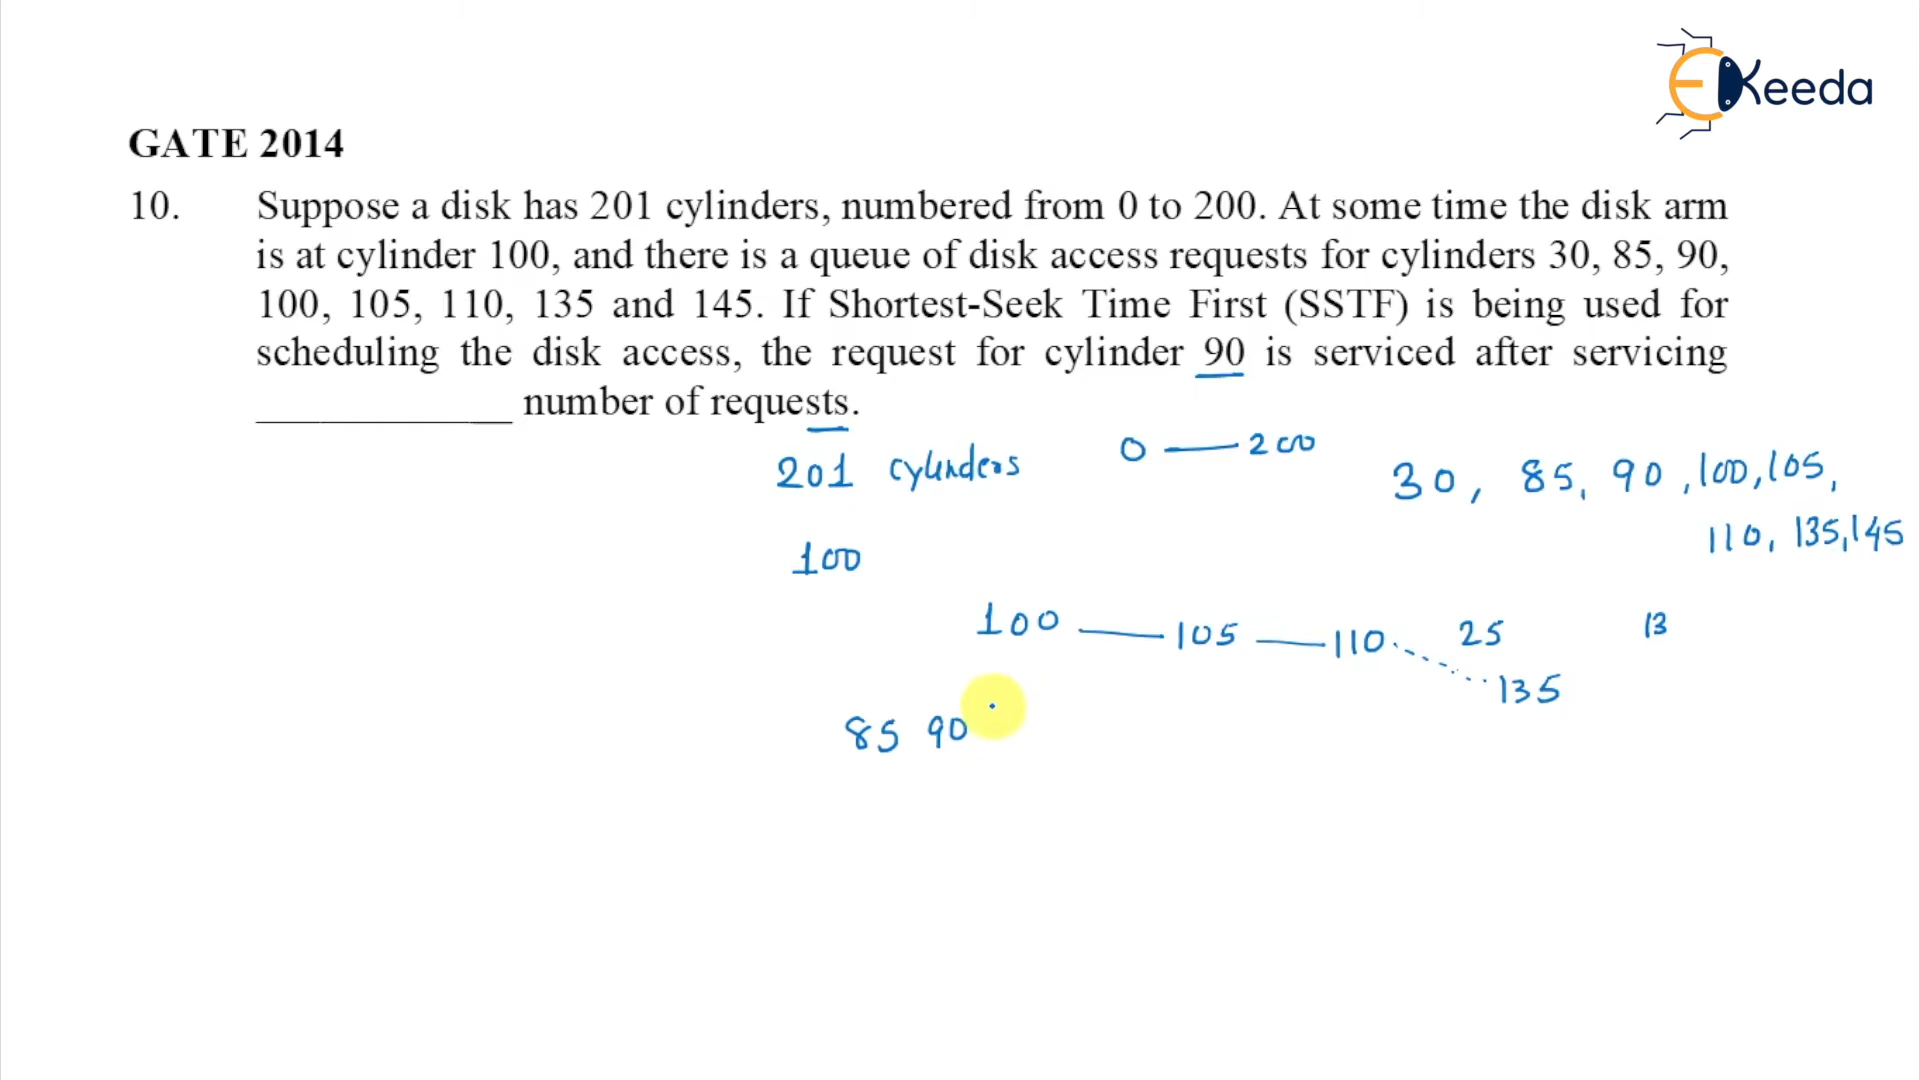 EKeeda
GATE 2014
10. Suppose a disk has 201 cylinders, numbered from 0 to 200. At some time the disk arm
is at cylinder 100, and there is a queue of disk access requests for cylinders 30, 85, 90,
100, 105, 110, 135 and 145. If Shortest-Seek Time First (SSTF) is being used for
scheduling the disk access, the request for cylinder 90 is serviced after servicing
____________ number of requests.
201 cylinders 0 — 200 30, 85, 90, 100, 105,
110, 135, 145
100
100 — 105 — 110 25 13
135
85 90